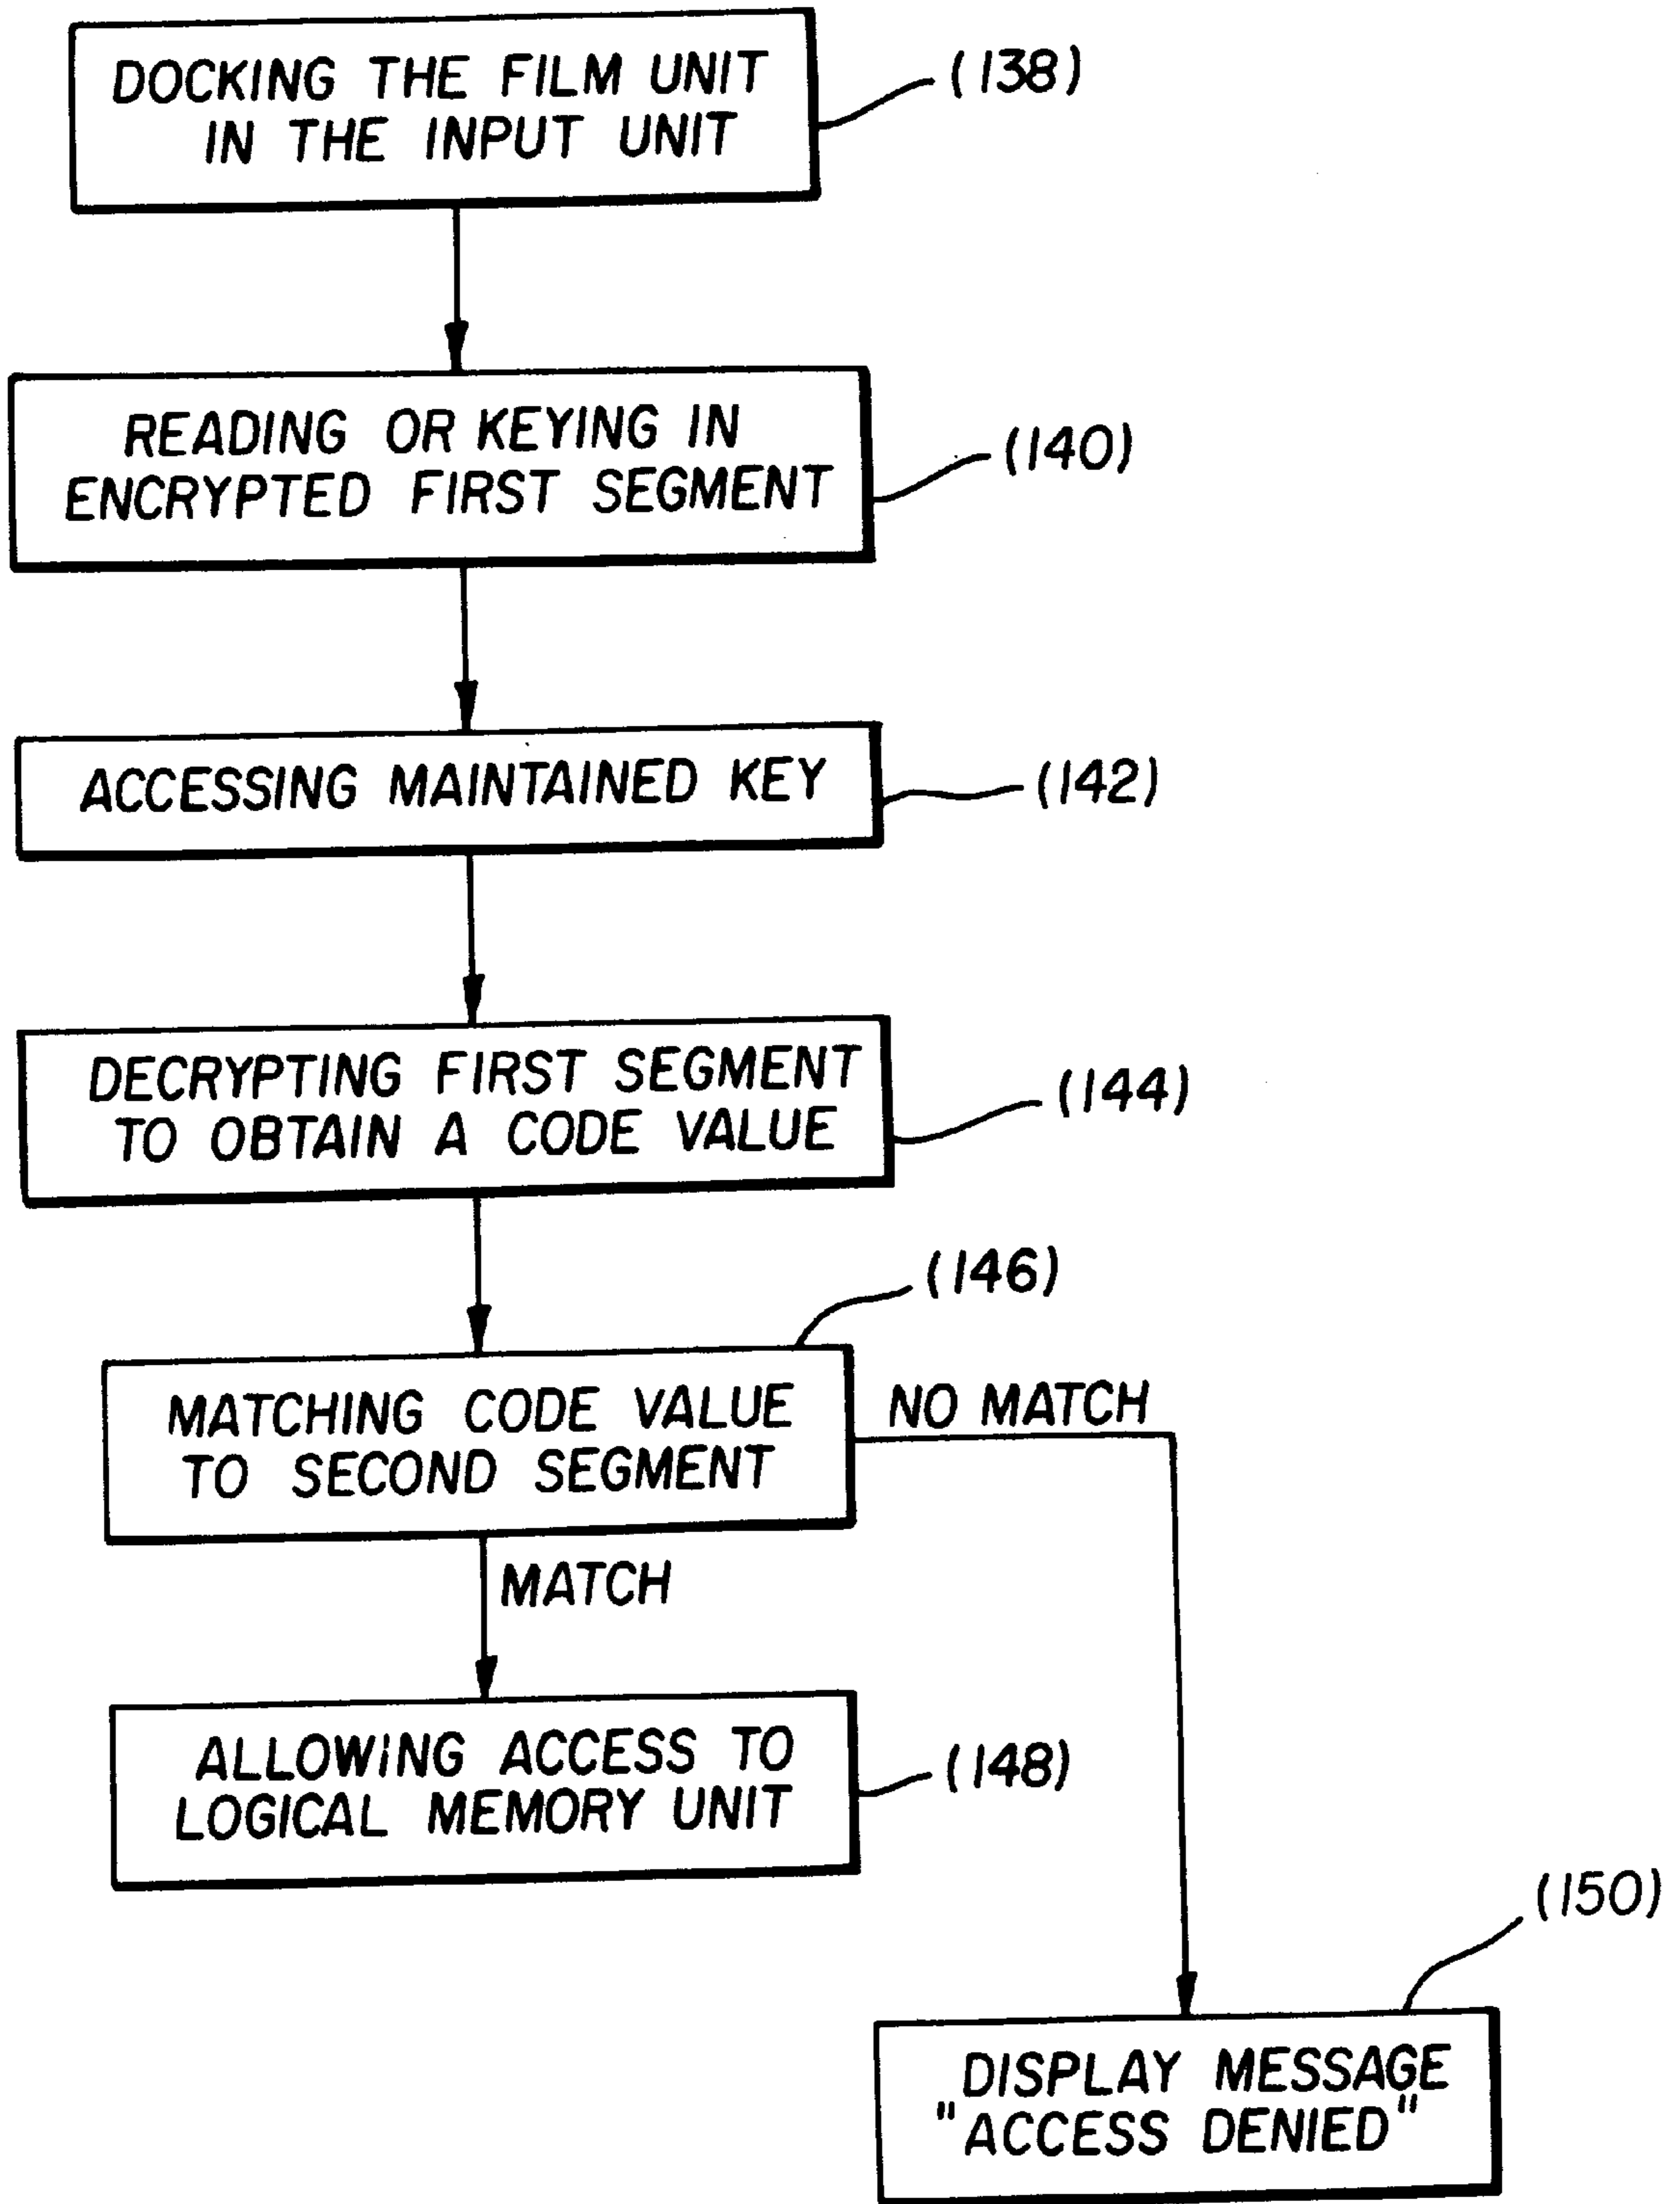 DOCKING THE FILM UNIT
IN THE INPUT UNIT
(138)
READING OR KEYING IN
ENCRYPTED FIRST SEGMENT
(140)
ACCESSING MAINTAINED KEY
(142)
DECRYPTING FIRST SEGMENT
TO OBTAIN A CODE VALUE
(144)
(146)
MATCHING CODE VALUE
TO SECOND SEGMENT
NO MATCH
MATCH
ALLOWING ACCESS TO
LOGICAL MEMORY UNIT
(148)
(150)
DISPLAY MESSAGE
"ACCESS DENIED"